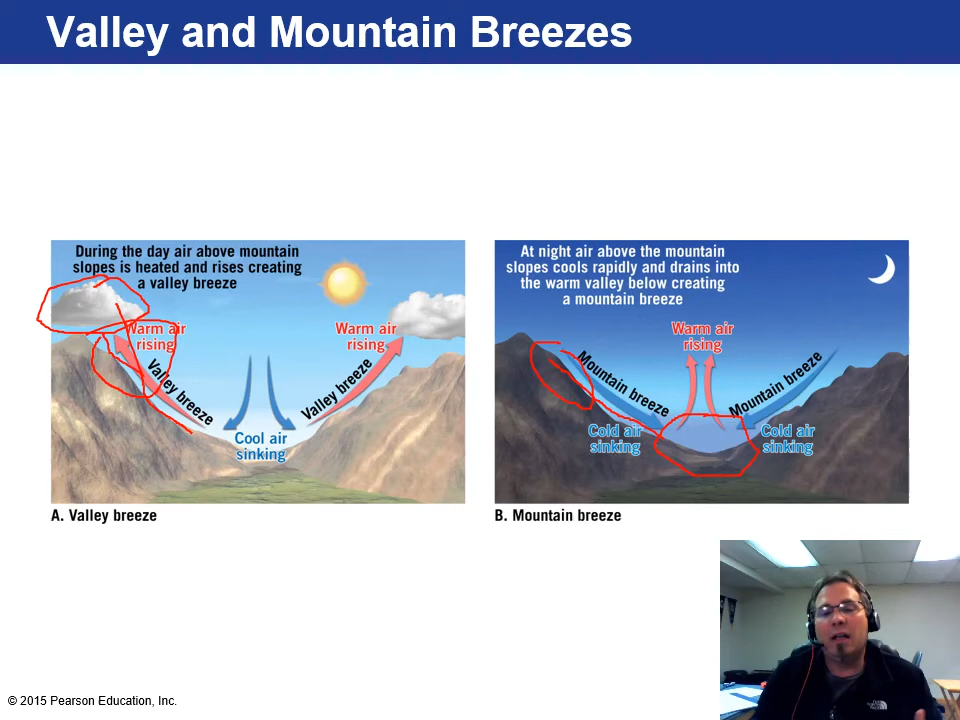 Valley and Mountain Breezes
During the day air above mountain
slopes is heated and rises creating
a valley breeze
Warm air
rising
Warm air
rising
Valley breeze
Valley breeze
Cool air
sinking
A. Valley breeze
At night air above the mountain
slopes cools rapidly and drains into
the warm valley below creating
a mountain breeze
Warm air
rising
Mountain breeze
Mountain breeze
Cold air
sinking
Cold air
sinking
B. Mountain breeze
© 2015 Pearson Education, Inc.